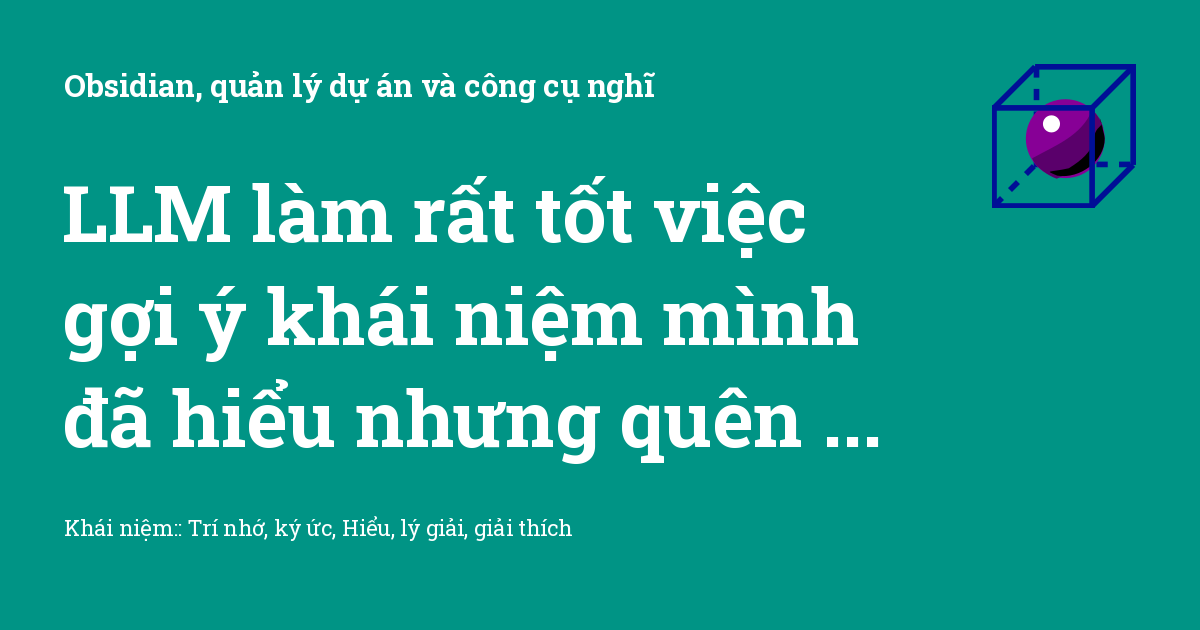 Obsidian, quản lý dự án và công cụ nghĩ
LLM làm rất tốt việc
gợi ý khái niệm mình
đã hiểu nhưng quên ...
Khái niệm:: Trí nhớ, ký ức, Hiểu, lý giải, giải thích